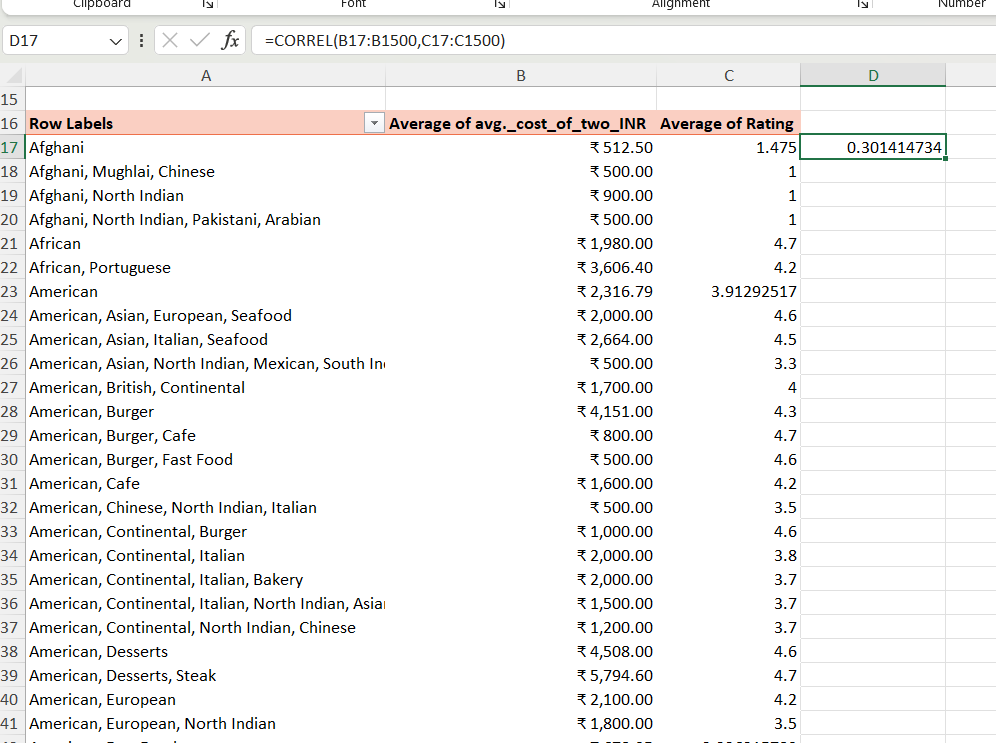 Clipboard Font Alignment Number
D17 fx =CORREL(B17:B1500,C17:C1500)
A B C D
15
16 Row Labels Average of avg._cost_of_two_INR Average of Rating
17 Afghani ₹ 512.50 1.475 0.301414734
18 Afghani, Mughlai, Chinese ₹ 500.00 1
19 Afghani, North Indian ₹ 900.00 1
20 Afghani, North Indian, Pakistani, Arabian ₹ 500.00 1
21 African ₹ 1,980.00 4.7
22 African, Portuguese ₹ 3,606.40 4.2
23 American ₹ 2,316.79 3.91292517
24 American, Asian, European, Seafood ₹ 2,000.00 4.6
25 American, Asian, Italian, Seafood ₹ 2,664.00 4.5
26 American, Asian, North Indian, Mexican, South In ₹ 500.00 3.3
27 American, British, Continental ₹ 1,700.00 4
28 American, Burger ₹ 4,151.00 4.3
29 American, Burger, Cafe ₹ 800.00 4.7
30 American, Burger, Fast Food ₹ 500.00 4.6
31 American, Cafe ₹ 1,600.00 4.2
32 American, Chinese, North Indian, Italian ₹ 500.00 3.5
33 American, Continental, Burger ₹ 1,000.00 4.6
34 American, Continental, Italian ₹ 2,000.00 3.8
35 American, Continental, Italian, Bakery ₹ 2,000.00 3.7
36 American, Continental, Italian, North Indian, Asia ₹ 1,500.00 3.7
37 American, Continental, North Indian, Chinese ₹ 1,200.00 3.7
38 American, Desserts ₹ 4,508.00 4.6
39 American, Desserts, Steak ₹ 5,794.60 4.7
40 American, European ₹ 2,100.00 4.2
41 American, European, North Indian ₹ 1,800.00 3.5